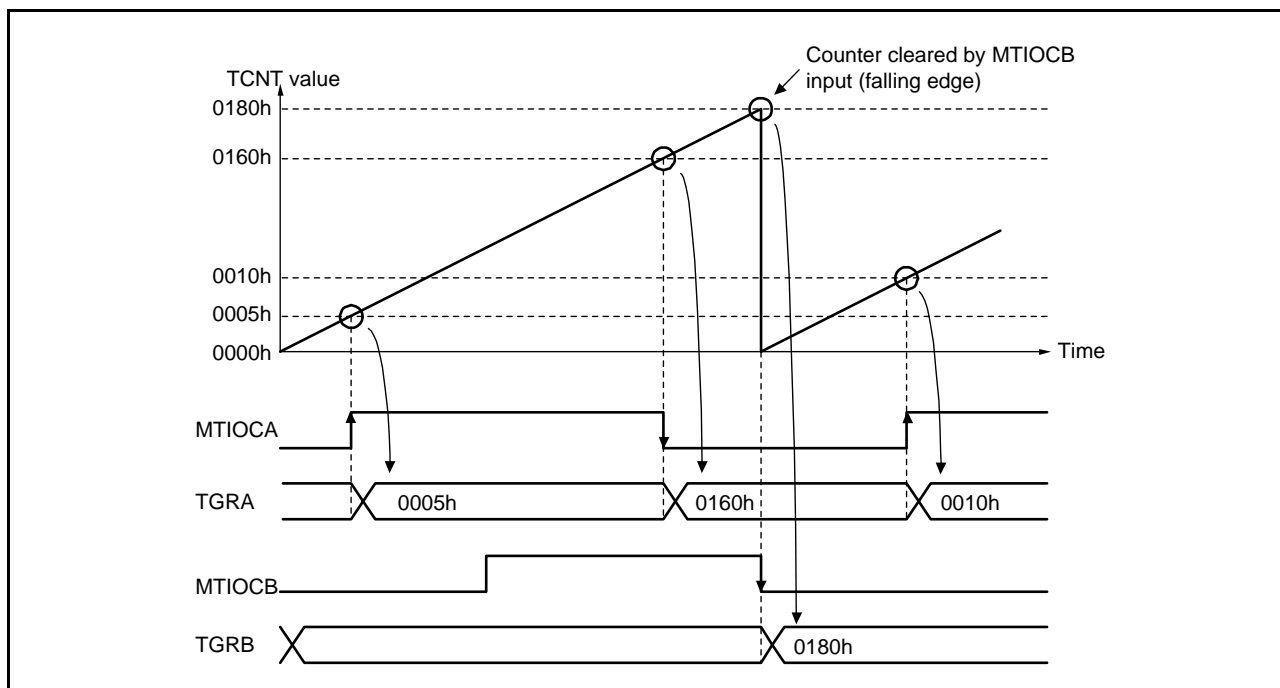 Counter cleared by MTIOCB
input (falling edge)
TCNT value
0180h
0160h
0010h
0005h
0000h
Time
MTIOCA
TGRA
0005h
0160h
0010h
MTIOCB
TGRB
0180h